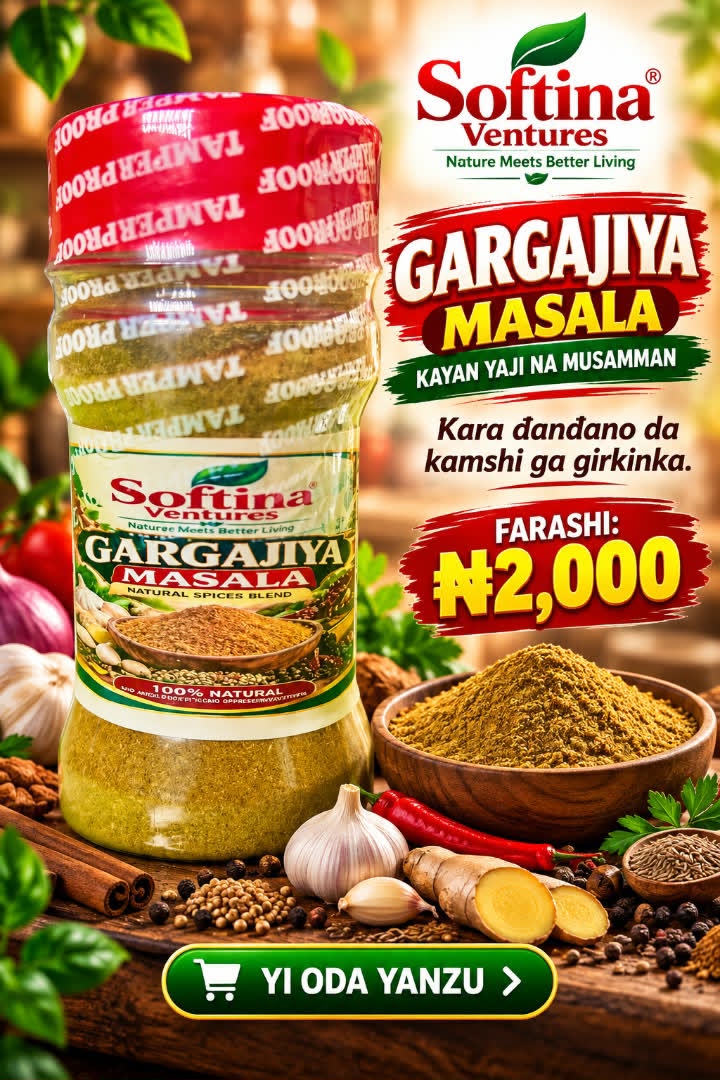 Softina®
Ventures
Nature Meets Better Living
GARGAJIYA
MASALA
KAYAN YAJI NA MUSAMMAN
Kara ɗanɗano da
kamshi ga girkinka.
FARASHI:
₦2,000
TAMPER PROOF
Softina
Ventures
Nature Meets Better Living
GARGAJIYA
MASALA
NATURAL SPICES BLEND
100% NATURAL
YI ODA YANZU